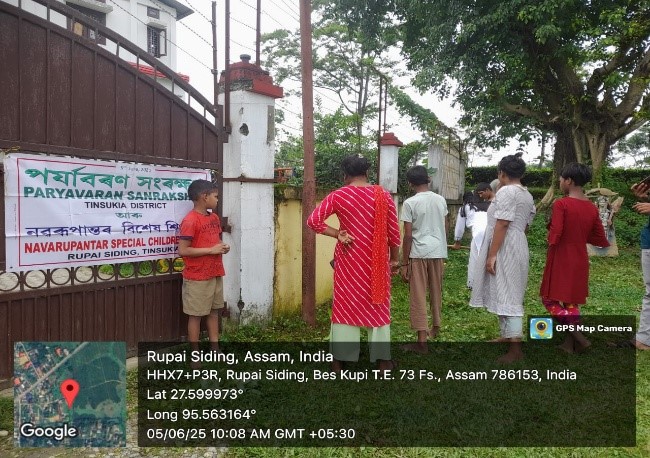 পৰ্যাবৰণ সংৰক্ষ
PARYAVARAN SANRAKSH
TINSUKIA DISTRICT
আৰু
নৱৰূপান্তৰ বিশেষ শি
NAVARUPANTAR SPECIAL CHILDRE
RUPAI SIDING, TINSU
GPS Map Camera
Rupai Siding, Assam, India
HHX7+P3R, Rupai Siding, Bes Kupi T.E. 73 Fs., Assam 786153, India
Lat 27.599973°
Long 95.563164°
05/06/25 10:08 AM GMT +05:30
Google